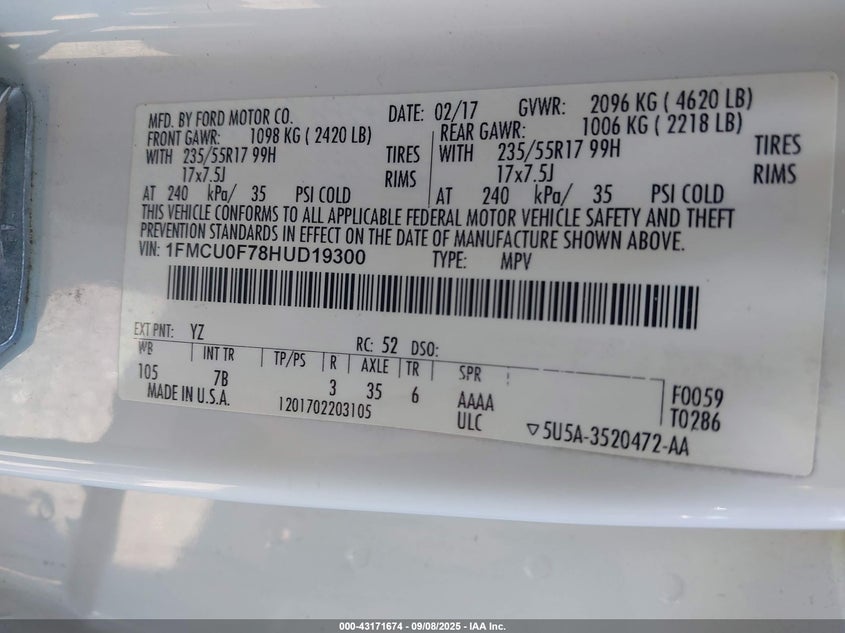 MFD. BY FORD MOTOR CO. DATE: 02/17 GVWR: 2096 KG ( 4620 LB)
FRONT GAWR: 1098 KG ( 2420 LB) REAR GAWR: 1006 KG ( 2218 LB)
WITH 235/55R17 99H TIRES WITH 235/55R17 99H TIRES
17x7.5J RIMS 17x7.5J RIMS
AT 240 kPa/ 35 PSI COLD AT 240 kPa/ 35 PSI COLD
THIS VEHICLE CONFORMS TO ALL APPLICABLE FEDERAL MOTOR VEHICLE SAFETY AND THEFT
PREVENTION STANDARDS IN EFFECT ON THE DATE OF MANUFACTURE SHOWN ABOVE.
VIN: 1FMCU0F78HUD19300 TYPE: MPV
EXT PNT: YZ RC: 52 DSO:
WB INT TR TP/PS R AXLE TR SPR
105 7B 3 35 6 AAAA F0059
MADE IN U.S.A. 1201702203105 ULC T0286
▽5U5A-3520472-AA
000-43171674 - 09/08/2025 - IAA Inc.